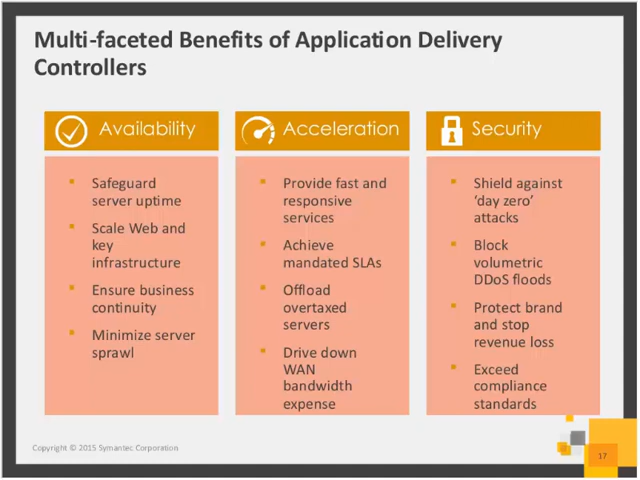 Multi-faceted Benefits of Application Delivery
Controllers
Availability
Safeguard
server uptime
Scale Web and
key
infrastructure
Ensure business
continuity
Minimize server
sprawl
Acceleration
Provide fast and
responsive
services
Achieve
mandated SLAs
Offload
overtaxed
servers
Drive down
WAN
bandwidth
expense
Security
Shield against
‘day zero’
attacks
Block
volumetric
DDoS floods
Protect brand
and stop
revenue loss
Exceed
compliance
standards
Copyright © 2015 Symantec Corporation
17